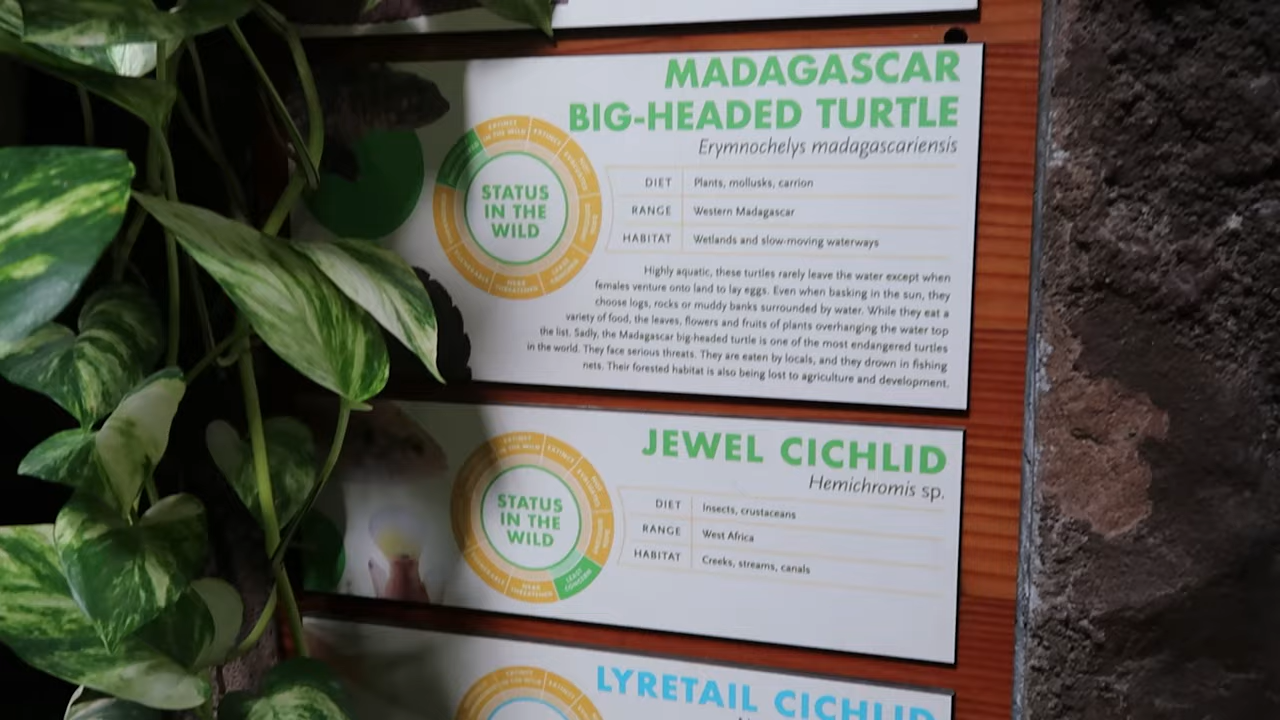 MADAGASCAR
BIG-HEADED TURTLE
Erymnochelys madagascariensis
STATUS
IN THE
WILD
DIET Plants, mollusks, carrion
RANGE Western Madagascar
HABITAT Wetlands and slow-moving waterways
Highly aquatic, these turtles rarely leave the water except when
females venture onto land to lay eggs. Even when basking in the sun, they
choose logs, rocks or muddy banks surrounded by water. While they eat a
variety of food, the leaves, flowers and fruits of plants overhanging the water top
the list. Sadly, the Madagascar big-headed turtle is one of the most endangered turtles
in the world. They face serious threats. They are eaten by locals, and they drown in fishing
nets. Their forested habitat is also being lost to agriculture and development.
JEWEL CICHLID
Hemichromis sp.
STATUS
IN THE
WILD
LEAST
CONCERN
DIET Insects, crustaceans
RANGE West Africa
HABITAT Creeks, streams, canals
LYRETAIL CICHLID